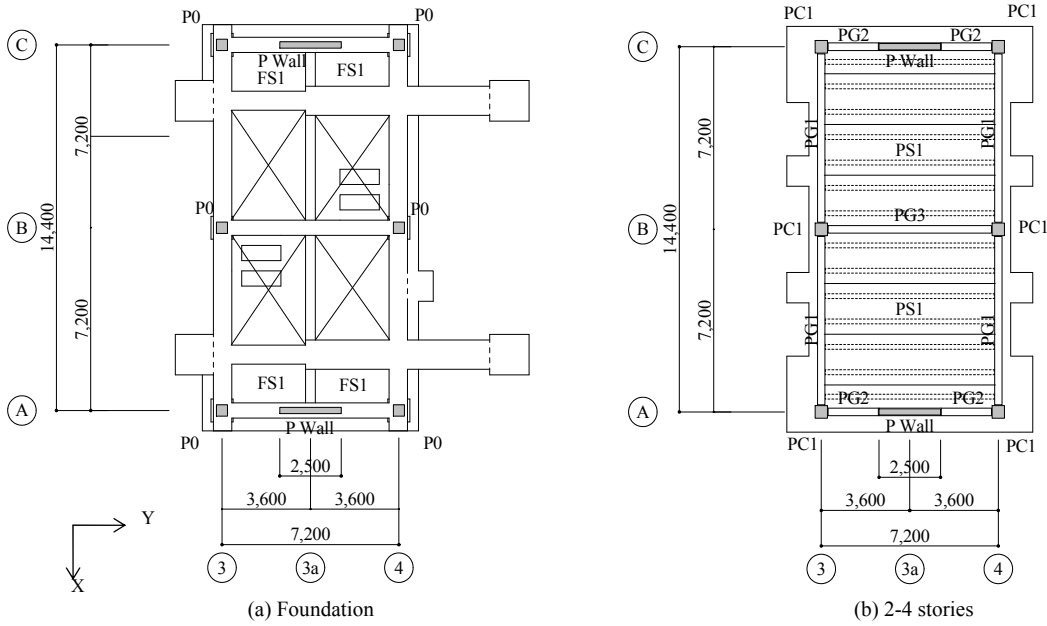 P0 P0
C
P Wall
FS1 FS1
7,200
P0 P0
B
14,400
7,200
FS1 FS1
A
P Wall
P0 P0
2,500
3,600 3,600
7,200
Y
X
3 3a 4
(a) Foundation
PC1 PC1
PG2 PG2
C
P Wall
7,200
PG1 PG1
PS1
PG3
B
PC1 PC1
14,400
7,200
PS1
PG1 PG1
PG2 PG2
A
P Wall
PC1 PC1
2,500
3,600 3,600
7,200
3 3a 4
(b) 2-4 stories